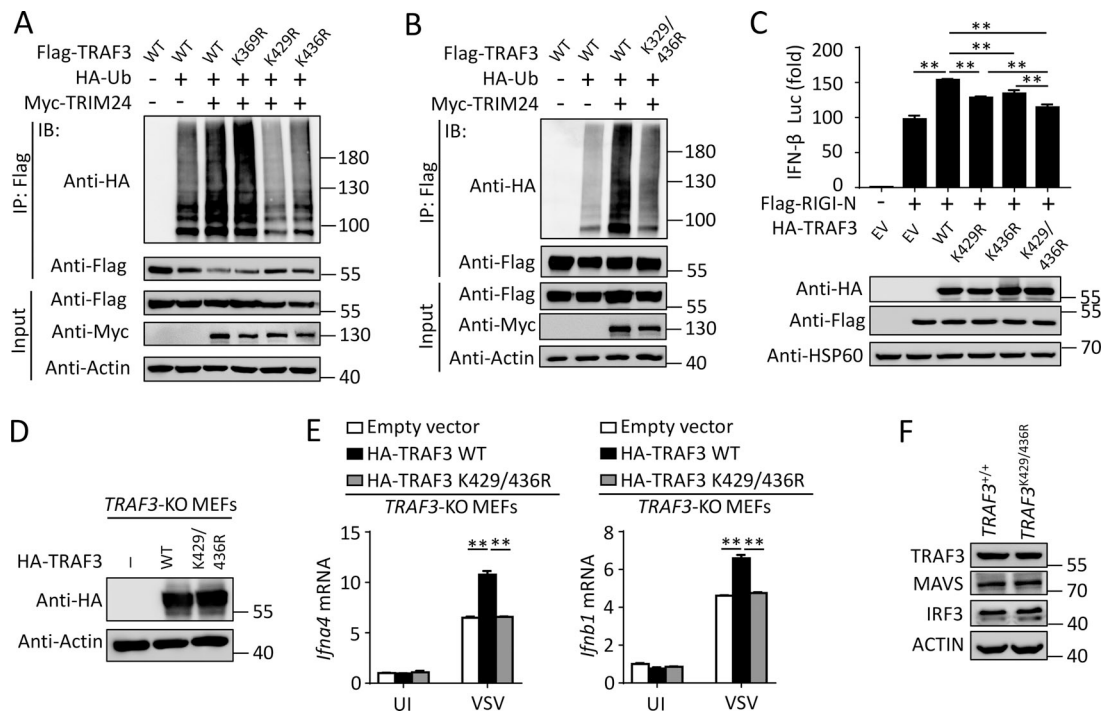 A
Flag-TRAF3 WT WT WT K369R K429R K436R
HA-Ub - + + + + +
Myc-TRIM24 - - + + + +
IP: Flag
IB:
Anti-HA
180
130
100
Anti-Flag
55
Input
Anti-Flag
55
Anti-Myc
130
Anti-Actin
40
B
Flag-TRAF3 WT WT WT K329/
436R
HA-Ub - + + +
Myc-TRIM24 - - + +
IP: Flag
IB:
Anti-HA
180
130
100
Anti-Flag
55
Input
Anti-Flag
55
Anti-Myc
130
Anti-Actin
40
C
IFN-β Luc (fold)
200
150
100
50
0
**
**
** ** **
**
Flag-RIGI-N - + + + + +
HA-TRAF3 EV EV WT K429R K436R K429/
436R
Anti-HA
55
Anti-Flag
55
Anti-HSP60
70
D
TRAF3-KO MEFs
HA-TRAF3 – WT K429/
436R
Anti-HA
55
Anti-Actin
40
E
Empty vector
HA-TRAF3 WT
HA-TRAF3 K429/436R
TRAF3-KO MEFs
Ifna4 mRNA
15
10
5
0
** **
UI VSV
Empty vector
HA-TRAF3 WT
HA-TRAF3 K429/436R
TRAF3-KO MEFs
Ifnb1 mRNA
8
6
4
2
0
** **
UI VSV
F
TRAF3+/+
TRAF3K429/436R
TRAF3
55
MAVS
70
IRF3
40
ACTIN
40